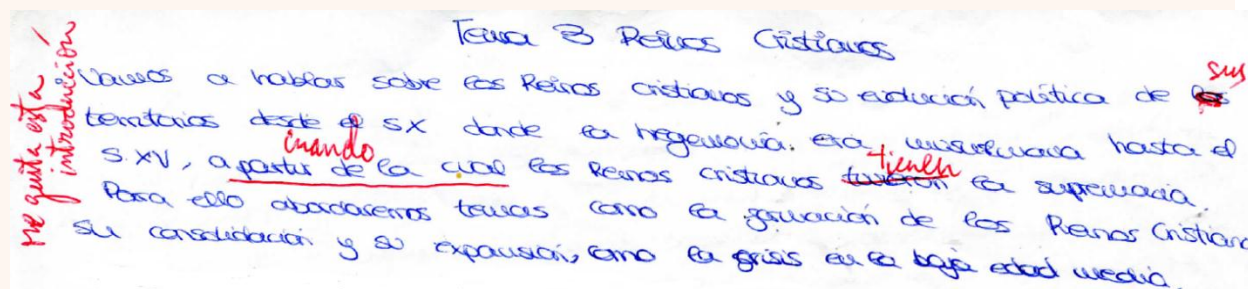 Tema 3 Reinos Cristianos
me gusta esta introducción
Vamos a hablar sobre los Reinos cristianos y su evolución política de los sus
territorios desde el s X donde la hegemonía era musulmana hasta el
cuando
s. XV, a partir de la cual los Reinos cristianos tuvieron tienen la supremacía.
Para ello abordaremos temas como la formación de los Reinos Cristiano
su consolidación y su expansión, como la crisis en la baja edad media.